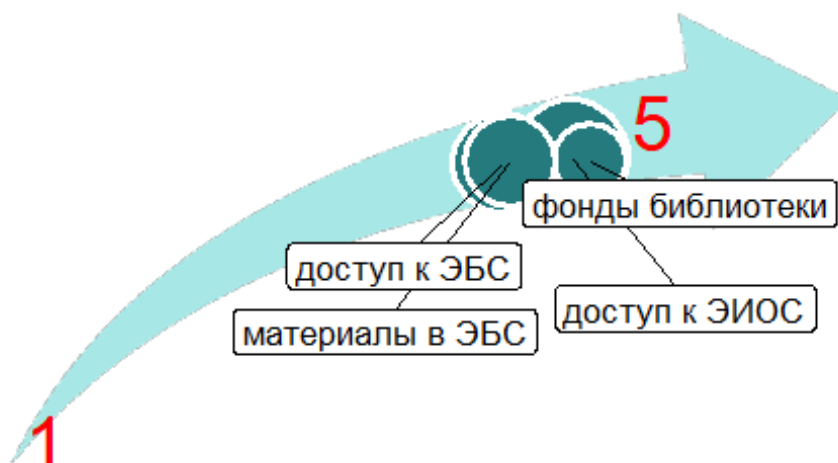 5
фонды библиотеки
доступ к ЭБС
доступ к ЭИОС
материалы в ЭБС
1